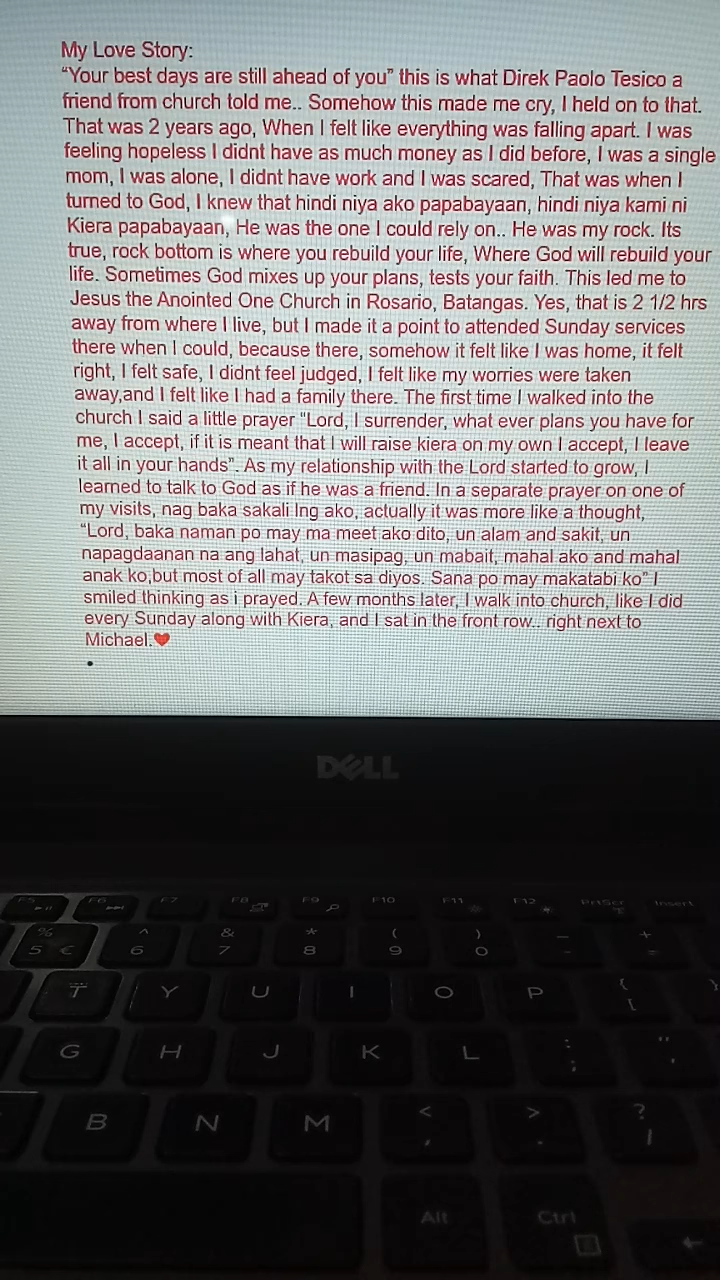 My Love Story:
“Your best days are still ahead of you” this is what Direk Paolo Tesico a
friend from church told me.. Somehow this made me cry, I held on to that.
That was 2 years ago, When I felt like everything was falling apart. I was
feeling hopeless I didnt have as much money as I did before, I was a single
mom, I was alone, I didnt have work and I was scared, That was when I
turned to God, I knew that hindi niya ako papabayaan, hindi niya kami ni
Kiera papabayaan, He was the one I could rely on.. He was my rock. Its
true, rock bottom is where you rebuild your life, Where God will rebuild your
life. Sometimes God mixes up your plans, tests your faith. This led me to
Jesus the Anointed One Church in Rosario, Batangas. Yes, that is 2 1/2 hrs
away from where I live, but I made it a point to attended Sunday services
there when I could, because there, somehow it felt like I was home, it felt
right, I felt safe, I didnt feel judged, I felt like my worries were taken
away,and I felt like I had a family there. The first time I walked into the
church I said a little prayer “Lord, I surrender, what ever plans you have for
me, I accept, if it is meant that I will raise kiera on my own I accept, I leave
it all in your hands”. As my relationship with the Lord started to grow, I
learned to talk to God as if he was a friend. In a separate prayer on one of
my visits, nag baka sakali lng ako, actually it was more like a thought,
“Lord, baka naman po may ma meet ako dito, un alam and sakit, un
napagdaanan na ang lahat, un masipag, un mabait, mahal ako and mahal
anak ko,but most of all may takot sa diyos. Sana po may makatabi ko” I
smiled thinking as i prayed. A few months later, I walk into church, like I did
every Sunday along with Kiera, and I sat in the front row.. right next to
Michael.❤️
•
DELL
F5 F6 F7 F8 F9 F10 F11 F12 PrtScr Insert
% ^ & * ( ) _ +
5 € 6 7 8 9 0 - =
T Y U I O P { [ }
G H J K L : ; " '
B N M < , > . ? /
Alt Ctrl